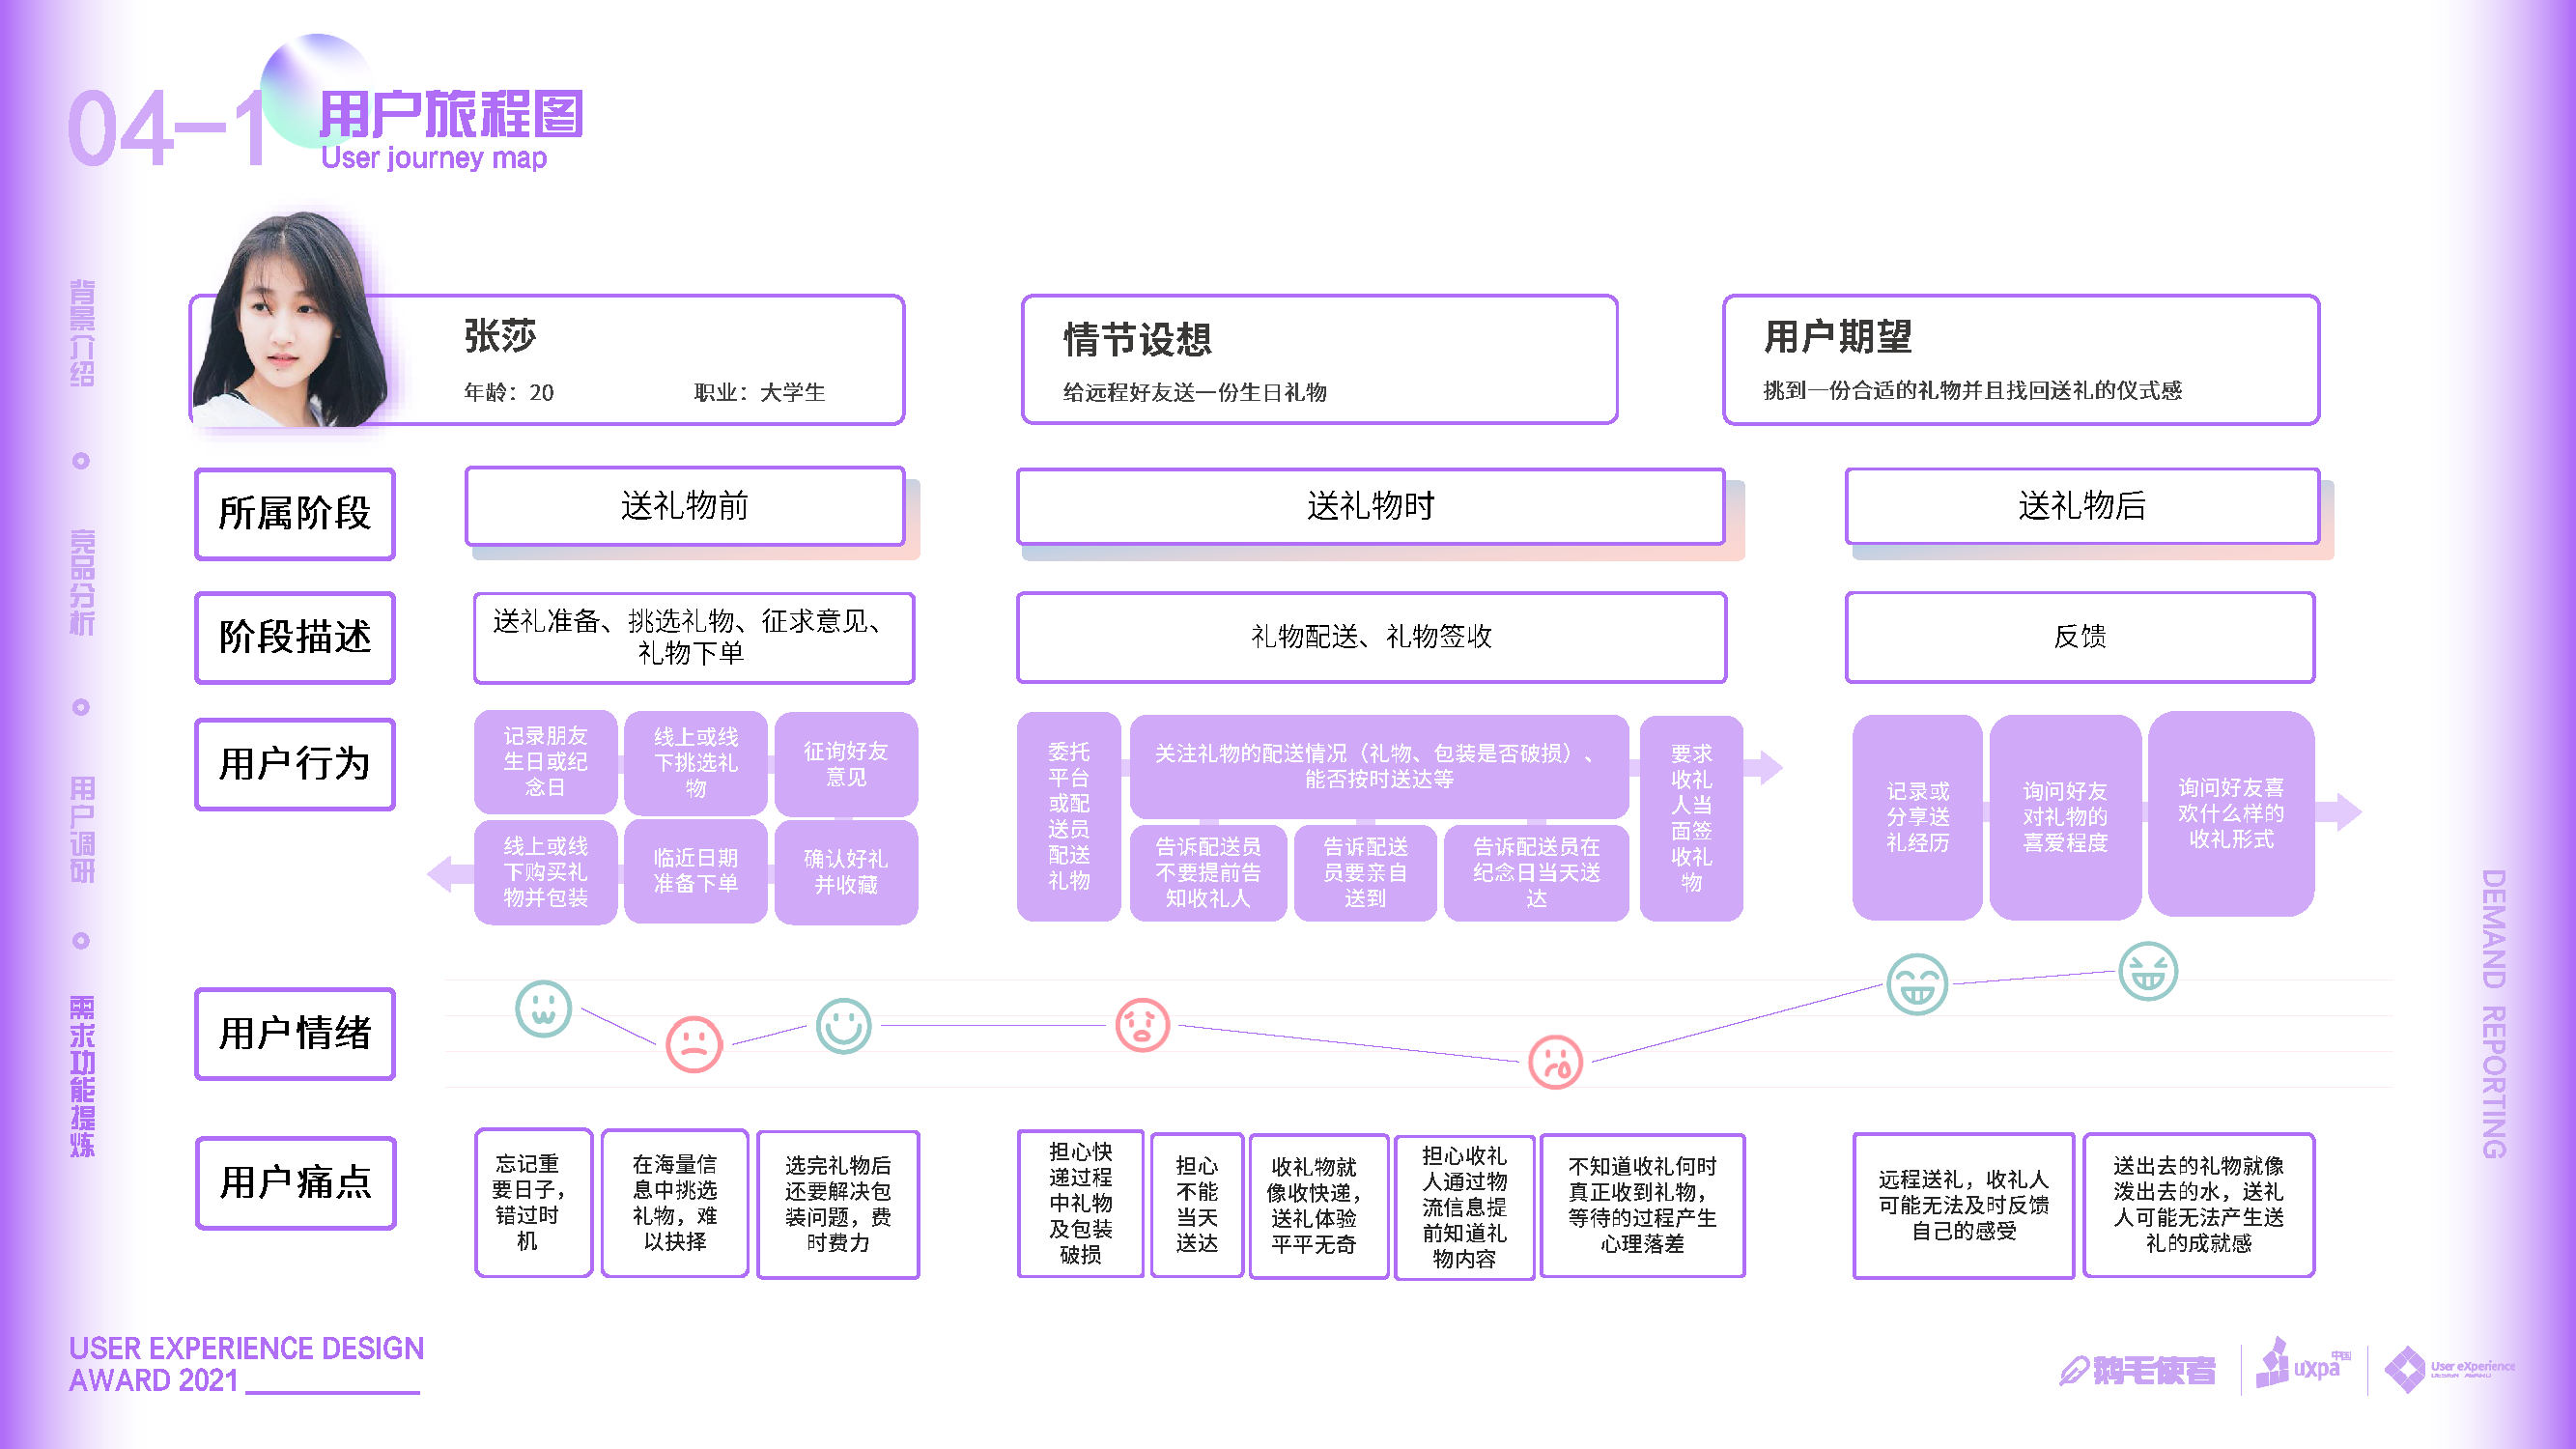 04-1
用户旅程图
User journey map
背景介绍
竞品分析
用户调研
需求功能提炼
张莎
年龄：20
职业：大学生
情节设想
给远程好友送一份生日礼物
用户期望
挑到一份合适的礼物并且找回送礼的仪式感
所属阶段
送礼物前
送礼物时
送礼物后
阶段描述
送礼准备、挑选礼物、征求意见、
礼物下单
礼物配送、礼物签收
反馈
用户行为
记录朋友
生日或纪
念日
线上或线
下挑选礼
物
征询好友
意见
线上或线
下购买礼
物并包装
临近日期
准备下单
确认好礼
并收藏
委托
平台
或配
送员
配送
礼物
关注礼物的配送情况（礼物、包装是否破损）、
能否按时送达等
告诉配送员
不要提前告
知收礼人
告诉配送
员要亲自
送到
告诉配送员在
纪念日当天送
达
要求
收礼
人当
面签
收礼
物
记录或
分享送
礼经历
询问好友
对礼物的
喜爱程度
询问好友喜
欢什么样的
收礼形式
用户情绪
用户痛点
忘记重
要日子，
错过时
机
在海量信
息中挑选
礼物，难
以抉择
选完礼物后
还要解决包
装问题，费
时费力
担心快
递过程
中礼物
及包装
破损
担心
不能
当天
送达
收礼物就
像收快递，
送礼体验
平平无奇
担心收礼
人通过物
流信息提
前知道礼
物内容
不知道收礼何时
真正收到礼物，
等待的过程产生
心理落差
远程送礼，收礼人
可能无法及时反馈
自己的感受
送出去的礼物就像
泼出去的水，送礼
人可能无法产生送
礼的成就感
DEMAND REPORTING
USER EXPERIENCE DESIGN
AWARD 2021
鹅毛使者
uxpa中国
User eXperience